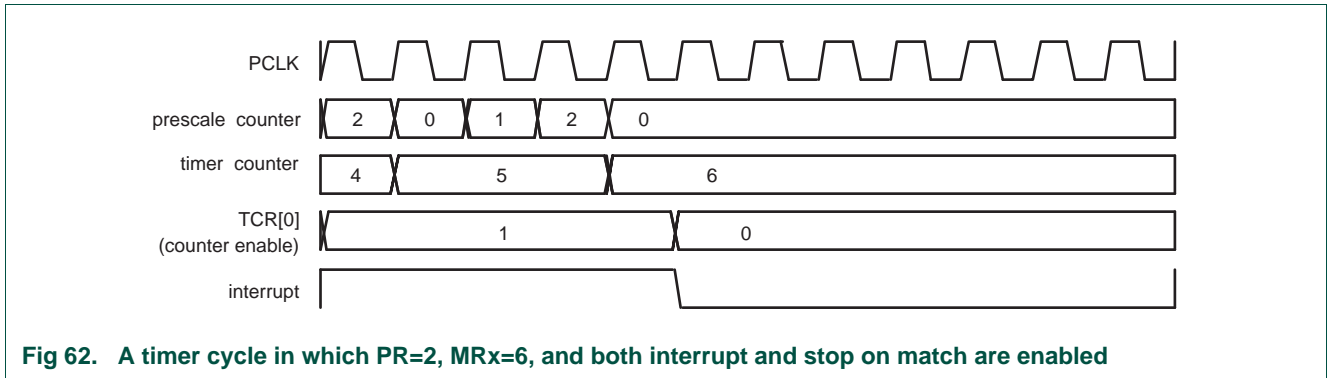 PCLK
prescale counter 2 0 1 2 0
timer counter 4 5 6
TCR[0]
(counter enable) 1 0
interrupt
Fig 62. A timer cycle in which PR=2, MRx=6, and both interrupt and stop on match are enabled